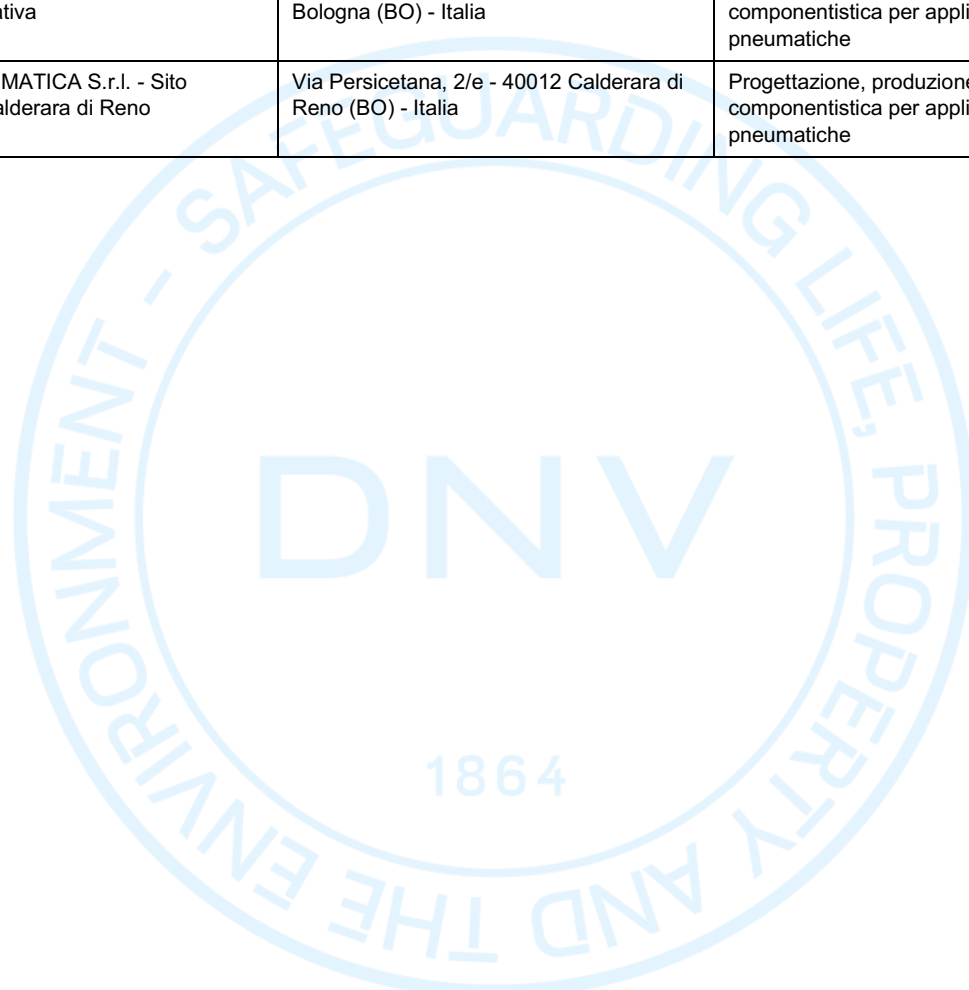 ativa
Bologna (BO) - Italia
componentistica per appli
pneumatiche
MATICA S.r.l. - Sito
alderara di Reno
Via Persicetana, 2/e - 40012 Calderara di
Reno (BO) - Italia
Progettazione, produzione
componentistica per appli
pneumatiche
SAFEGUARDING LIFE, PROPERTY AND THE ENVIRONMENT -
DNV
1864